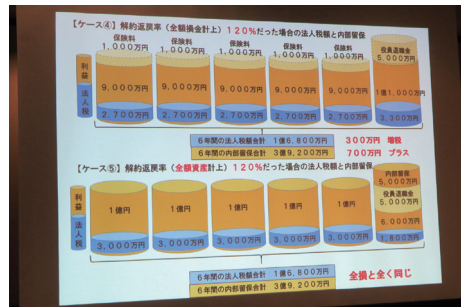 【ケース④】解約返戻率（全額損金計上）120%だった場合の法人税額と内部留保
保険料
1,000万円
保険料
1,000万円
保険料
1,000万円
保険料
1,000万円
保険料
1,000万円
役員退職金
5,000万円
利益
法人税
9,000万円
9,000万円
9,000万円
9,000万円
9,000万円
1億1,000万円
2,700万円
2,700万円
2,700万円
2,700万円
2,700万円
3,300万円
6年間の法人税額合計 1億6,800万円
300万円 増税
6年間の内部留保合計 3億9,200万円
700万円 プラス
【ケース⑤】解約返戻率（全額資産計上）120%だった場合の法人税額と内部留保
内部留保
5,000万円
役員退職金
5,000万円
利益
法人税
1億円
1億円
1億円
1億円
1億円
6,000万円
3,000万円
3,000万円
3,000万円
3,000万円
3,000万円
1,800万円
6年間の法人税額合計 1億6,800万円
6年間の内部留保合計 3億9,200万円
全損と全く同じ